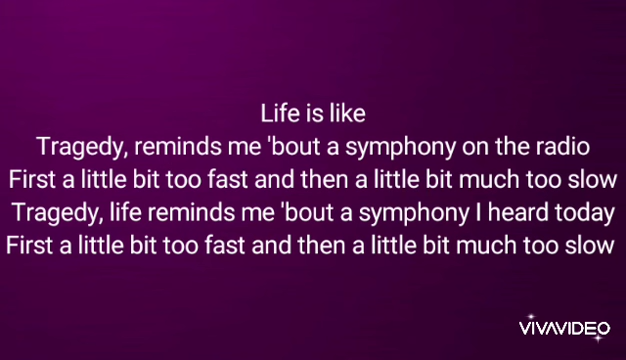 Life is like
Tragedy, reminds me 'bout a symphony on the radio
First a little bit too fast and then a little bit much too slow
Tragedy, life reminds me 'bout a symphony I heard today
First a little bit too fast and then a little bit much too slow
VIVAVIDEO